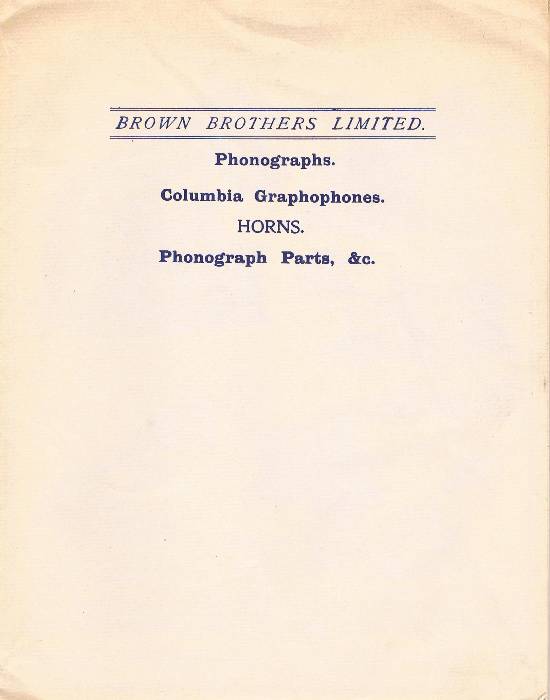 BROWN BROTHERS LIMITED.
Phonographs.
Columbia Graphophones.
HORNS.
Phonograph Parts, &c.